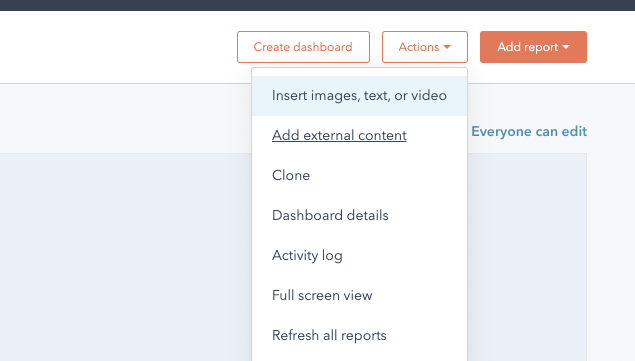 Create dashboard
Actions
Add report
Insert images, text, or video
Add external content
Everyone can edit
Clone
Dashboard details
Activity log
Full screen view
Refresh all reports